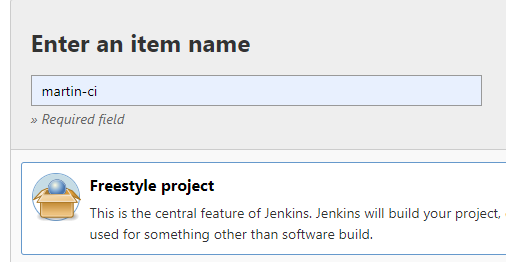 Enter an item name
martin-ci
» Required field
Freestyle project
This is the central feature of Jenkins. Jenkins will build your project,
used for something other than software build.